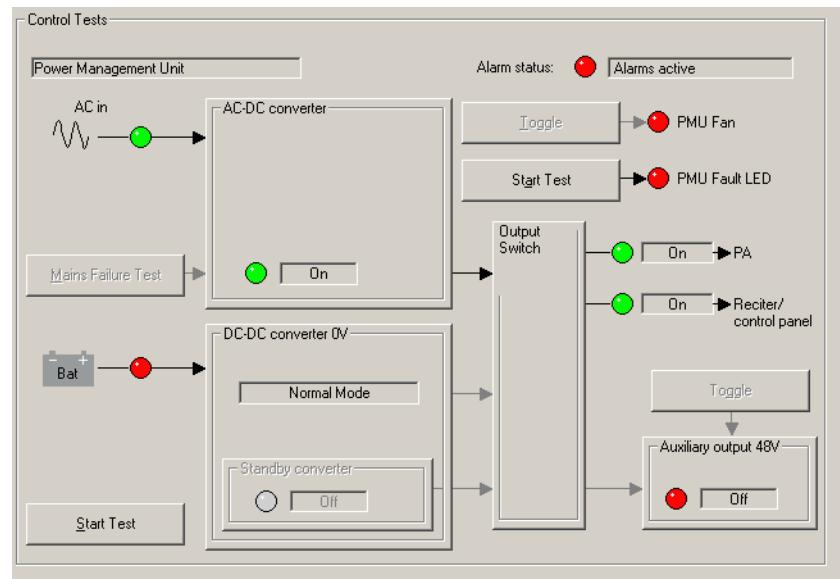 Control Tests
Power Management Unit
Alarm status:
Alarms active
AC in
AC-DC converter
Toggle
PMU Fan
Start Test
PMU Fault LED
Output
Switch
On
PA
Mains Failure Test
On
On
Reciter/
control panel
DC-DC converter 0V
- +
Bat
Normal Mode
Toggle
Auxiliary output 48V
Standby converter
Off
Off
Start Test